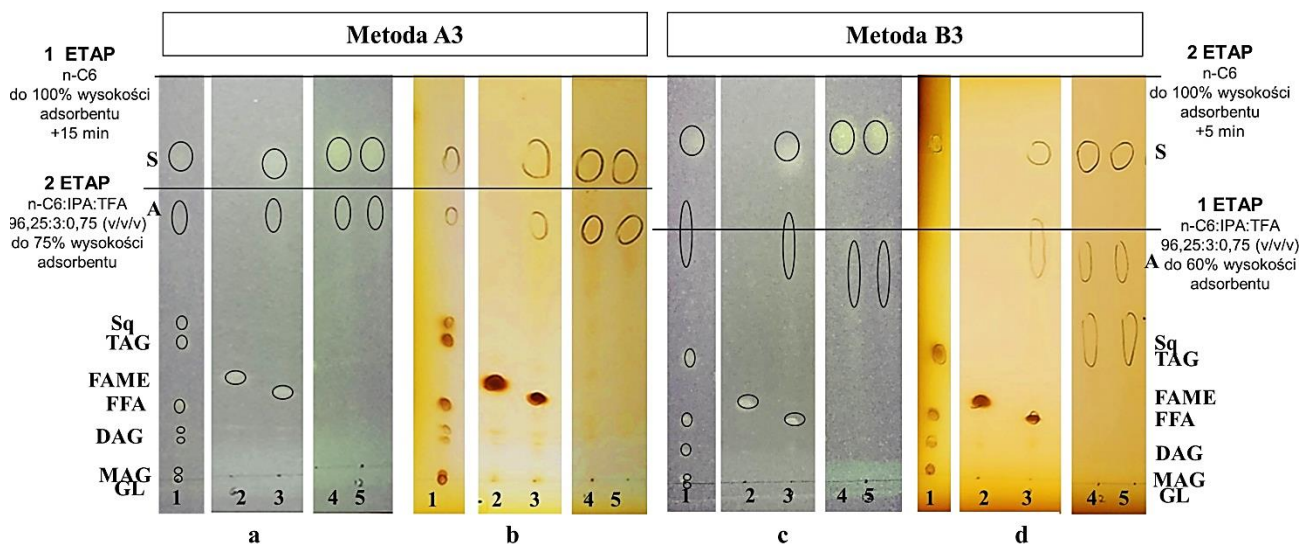 Metoda A3
Metoda B3
1 ETAP
n-C6
do 100% wysokości
adsorbentu
+15 min
S
2 ETAP
n-C6:IPA:TFA
96,25:3:0,75 (v/v/v)
do 75% wysokości
adsorbentu
A
Sq
TAG
FAME
FFA
DAG
MAG
GL
1 2 3 4 5
1 2 3 4 5
a
b
1 2 3 4 5
1 2 3 4 5
c
d
2 ETAP
n-C6
do 100% wysokości
adsorbentu
+5 min
S
1 ETAP
n-C6:IPA:TFA
96,25:3:0,75 (v/v/v)
A do 60% wysokości
adsorbentu
Sq
TAG
FAME
FFA
DAG
MAG
GL